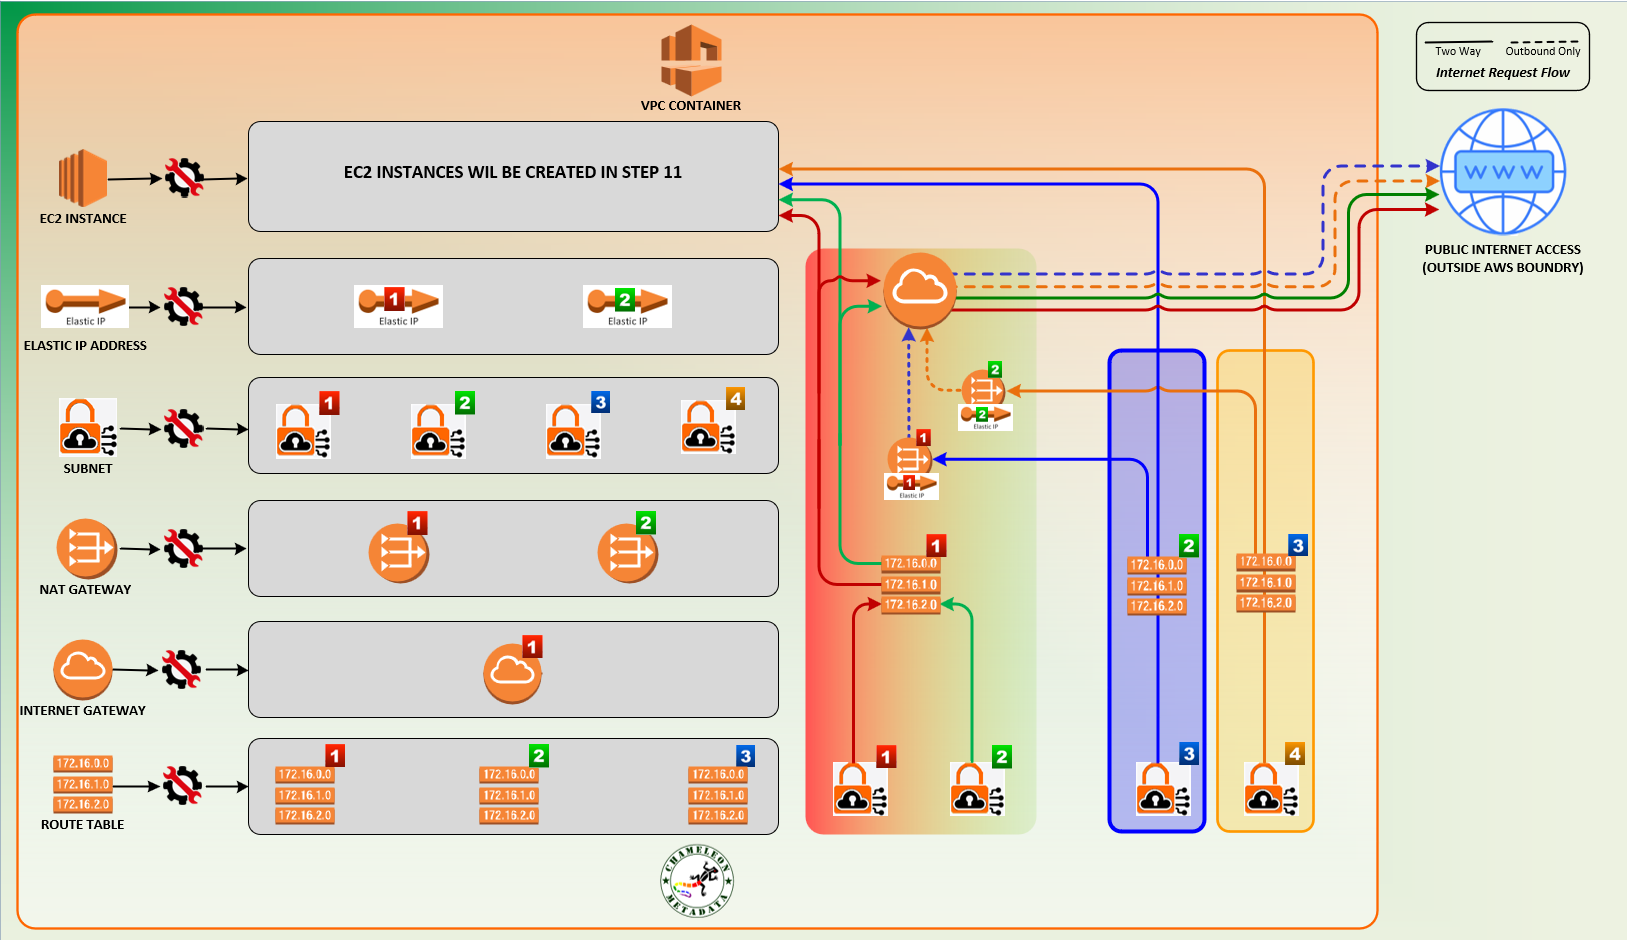 VPC CONTAINER
Two Way
Outbound Only
Internet Request Flow
WWW
PUBLIC INTERNET ACCESS
(OUTSIDE AWS BOUNDRY)
EC2 INSTANCE
EC2 INSTANCES WIL BE CREATED IN STEP 11
Elastic IP
ELASTIC IP ADDRESS
1
Elastic IP
2
Elastic IP
SUBNET
1
2
3
4
NAT GATEWAY
1
2
INTERNET GATEWAY
1
172.16.0.0
172.16.1.0
172.16.2.0
ROUTE TABLE
1
172.16.0.0
172.16.1.0
172.16.2.0
2
172.16.0.0
172.16.1.0
172.16.2.0
3
172.16.0.0
172.16.1.0
172.16.2.0
2
2
Elastic IP
1
1
Elastic IP
1
172.16.0.0
172.16.1.0
172.16.2.0
2
172.16.0.0
172.16.1.0
172.16.2.0
3
172.16.0.0
172.16.1.0
172.16.2.0
1
2
3
4
CHAMELEON
METADATA